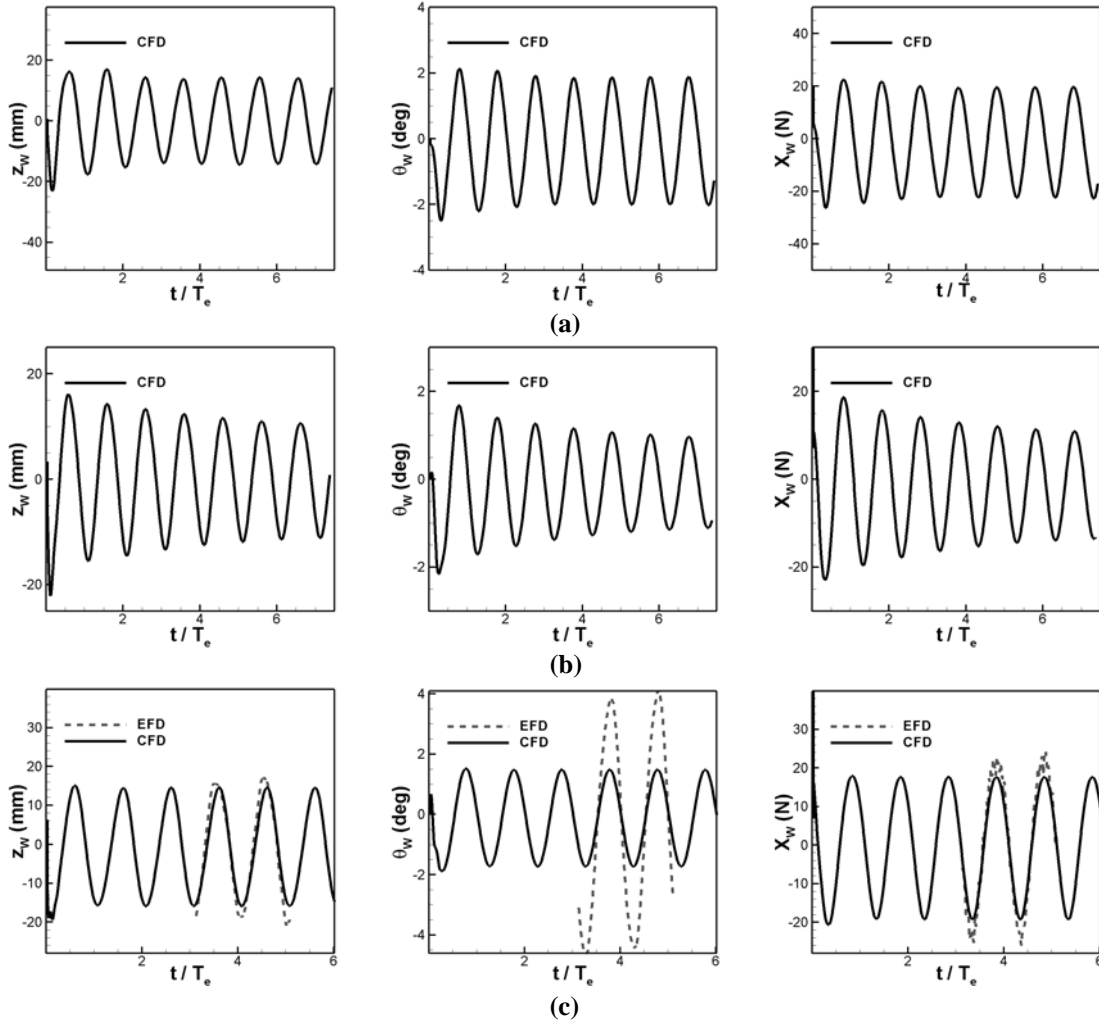 CFD
z_w (mm)
20
0
-20
-40
2 4 6
t / T_e
CFD
θ_w (deg)
4
2
0
-2
-4
2 4 6
t / T_e
CFD
X_w (N)
40
20
0
-20
-40
2 4 6
t / T_e
(a)
CFD
z_w (mm)
20
0
-20
2 4 6
t / T_e
CFD
θ_w (deg)
2
0
-2
2 4 6
t / T_e
CFD
X_w (N)
20
0
-20
2 4 6
t / T_e
(b)
EFD
CFD
z_w (mm)
30
20
10
0
-10
-20
2 4 6
t / T_e
EFD
CFD
θ_w (deg)
4
2
0
-2
-4
2 4 6
t / T_e
EFD
CFD
X_w (N)
30
20
10
0
-10
-20
2 4 6
t / T_e
(c)